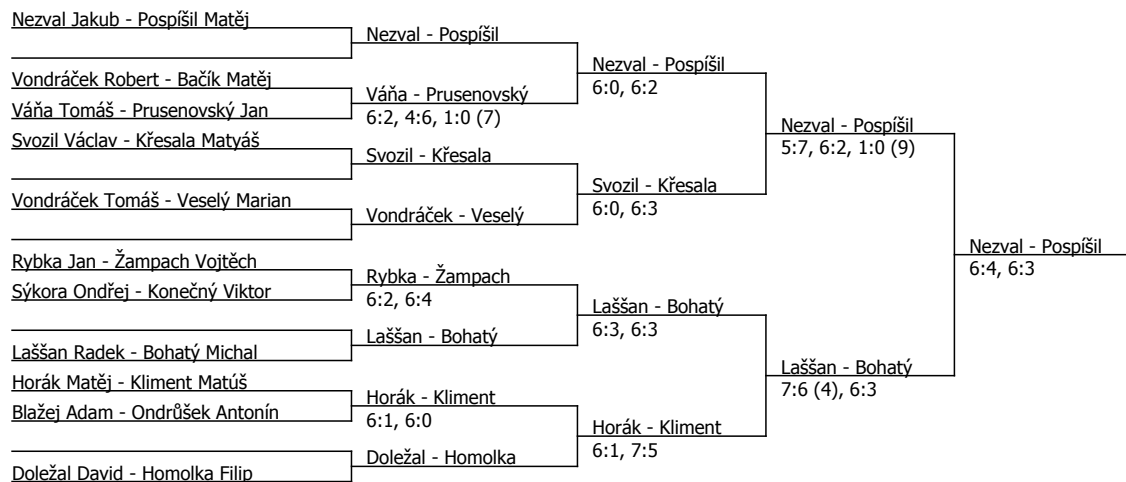 Nezval Jakub - Pospíšil Matěj
Vondráček Robert - Bačík Matěj
Váňa Tomáš - Prusenovský Jan
Svozil Václav - Křesala Matyáš
Vondráček Tomáš - Veselý Marian
Rybka Jan - Žampach Vojtěch
Sýkora Ondřej - Konečný Viktor
Laššan Radek - Bohatý Michal
Horák Matěj - Kliment Matúš
Blažej Adam - Ondrůšek Antonín
Doležal David - Homolka Filip
Nezval - Pospíšil
Váňa - Prusenovský
6:2, 4:6, 1:0 (7)
Svozil - Křesala
Vondráček - Veselý
Rybka - Žampach
6:2, 6:4
Laššan - Bohatý
Horák - Kliment
6:1, 6:0
Doležal - Homolka
Nezval - Pospíšil
6:0, 6:2
Svozil - Křesala
6:0, 6:3
Laššan - Bohatý
6:3, 6:3
Horák - Kliment
6:1, 7:5
Nezval - Pospíšil
5:7, 6:2, 1:0 (9)
Laššan - Bohatý
7:6 (4), 6:3
Nezval - Pospíšil
6:4, 6:3